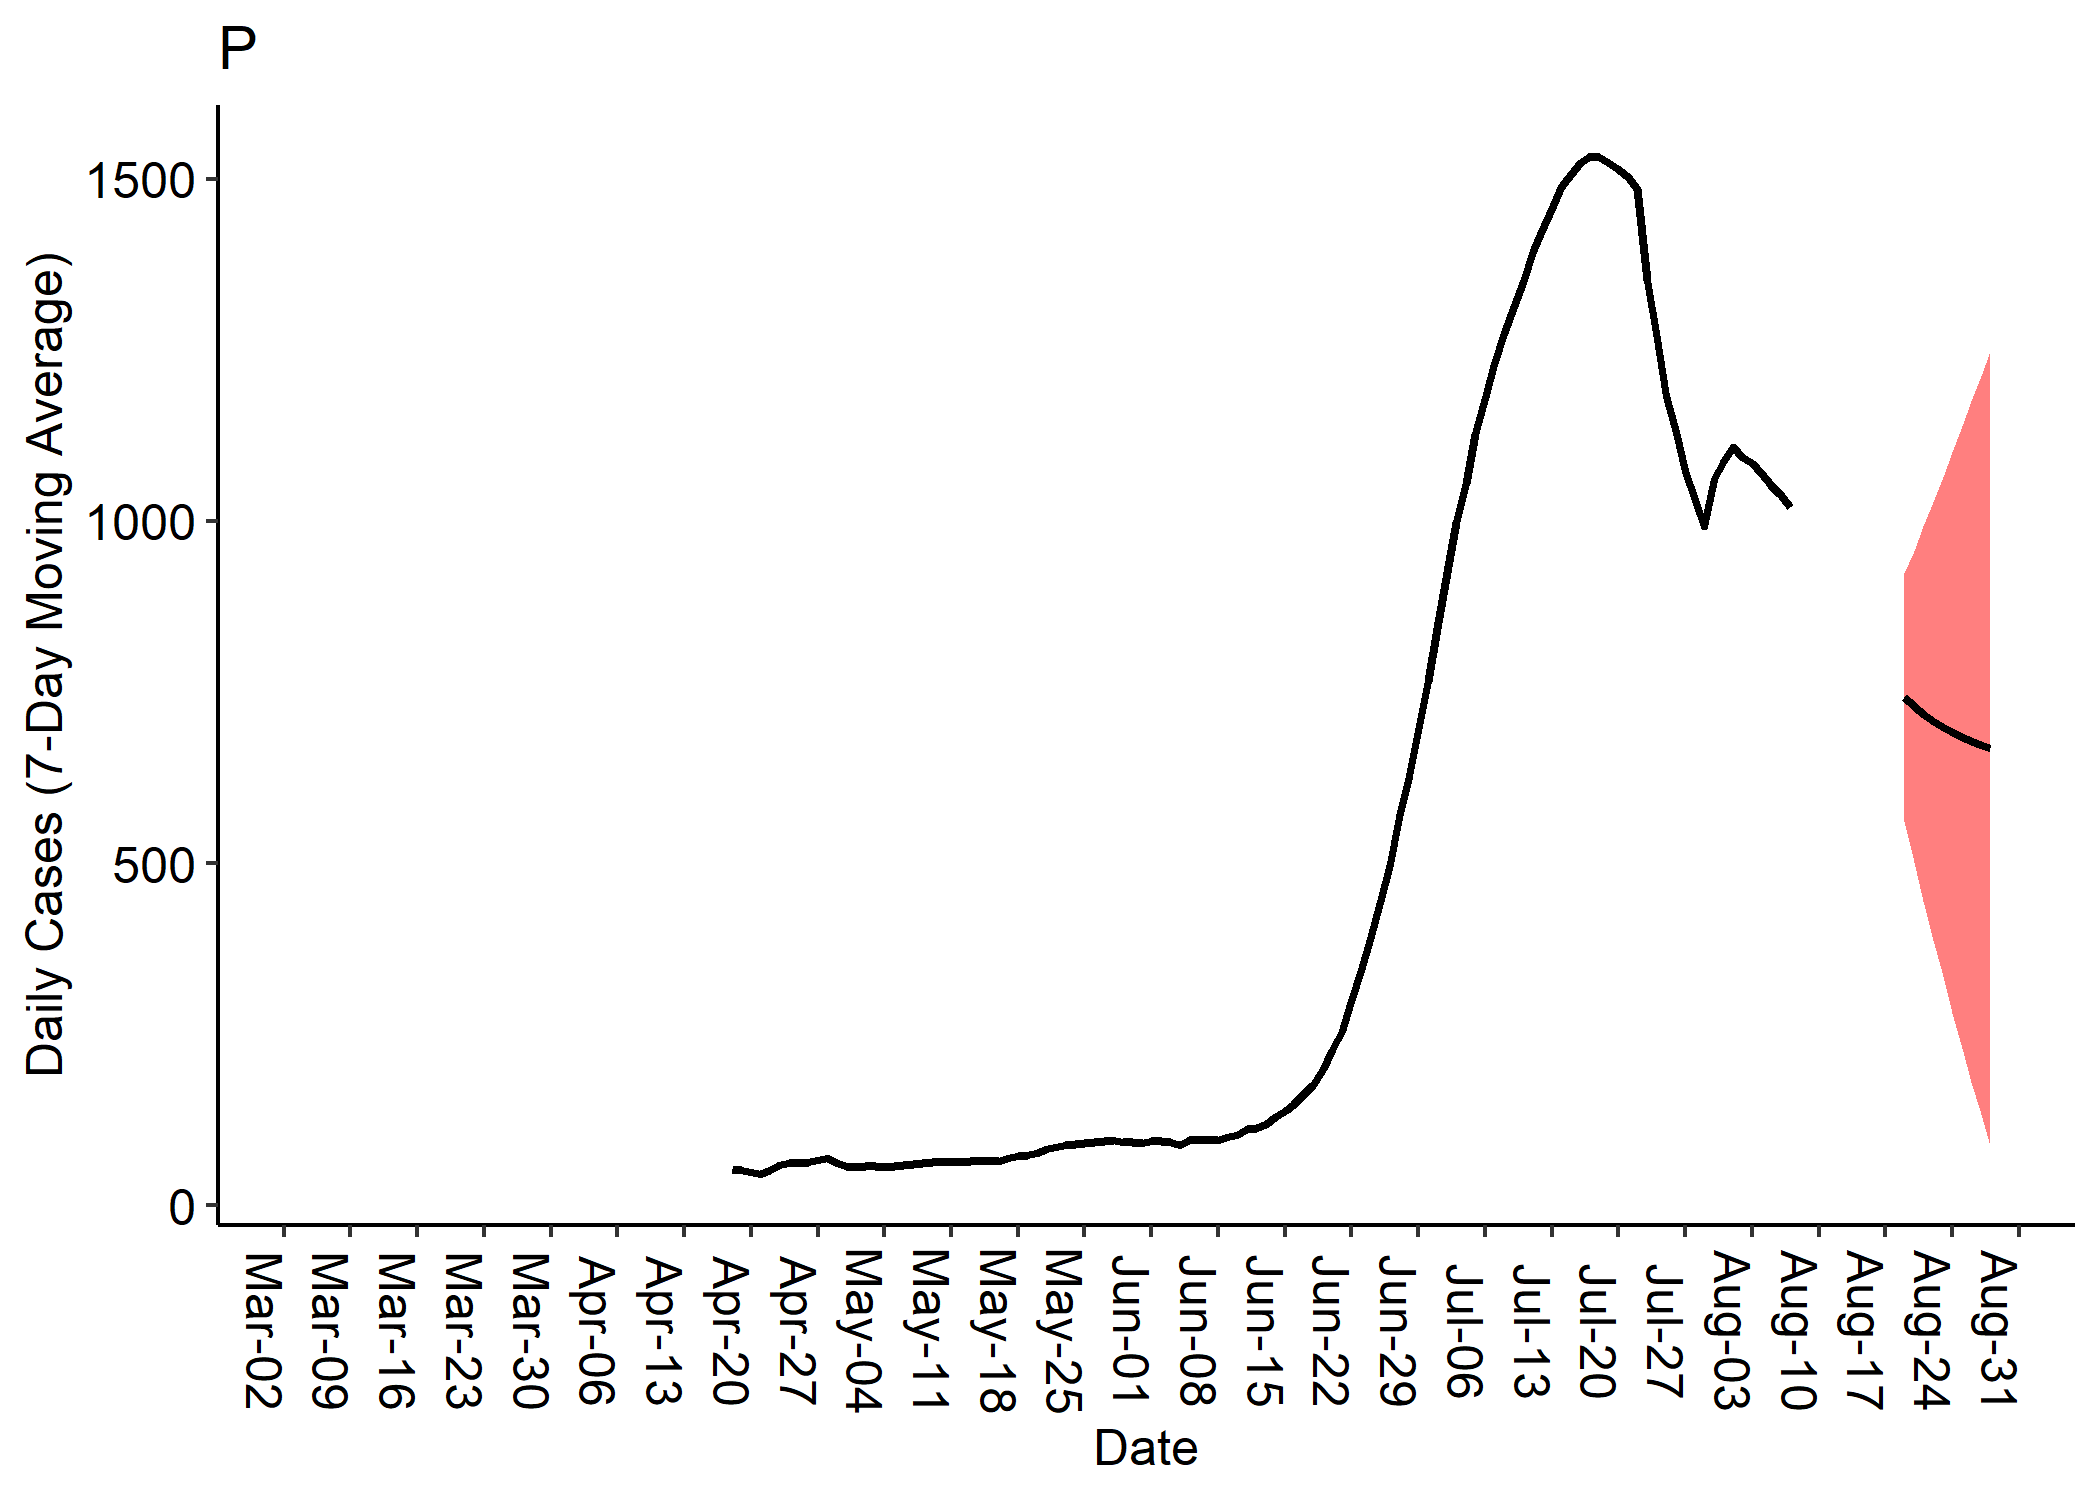 P
Daily Cases (7-Day Moving Average)
1500
1000
500
0
Mar-02
Mar-09
Mar-16
Mar-23
Mar-30
Apr-06
Apr-13
Apr-20
Apr-27
May-04
May-11
May-18
May-25
Jun-01
Jun-08
Jun-15
Jun-22
Jun-29
Jul-06
Jul-13
Jul-20
Jul-27
Aug-03
Aug-10
Aug-17
Aug-24
Aug-31
Date